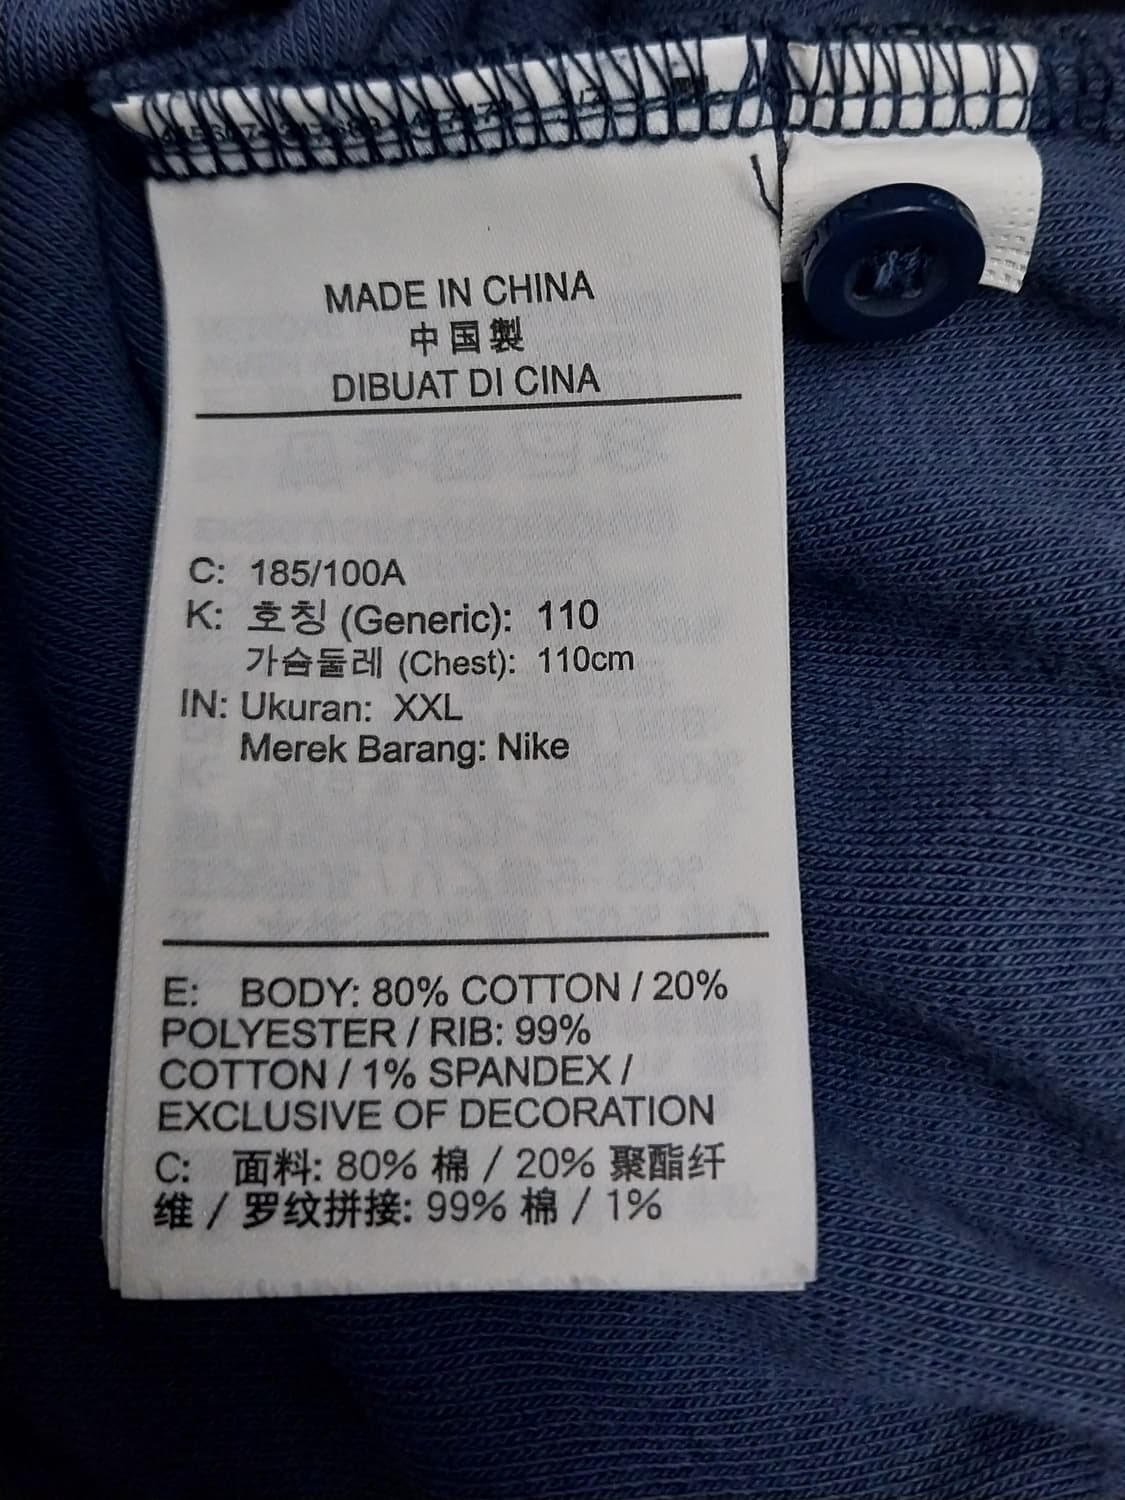 MADE IN CHINA
中国製
DIBUAT DI CINA
C: 185/100A
K: 호칭 (Generic): 110
가슴둘레 (Chest): 110cm
IN: Ukuran: XXL
Merek Barang: Nike
E: BODY: 80% COTTON / 20%
POLYESTER / RIB: 99%
COTTON / 1% SPANDEX /
EXCLUSIVE OF DECORATION
C: 面料: 80% 棉 / 20% 聚酯纤
维 / 罗纹拼接: 99% 棉 / 1%